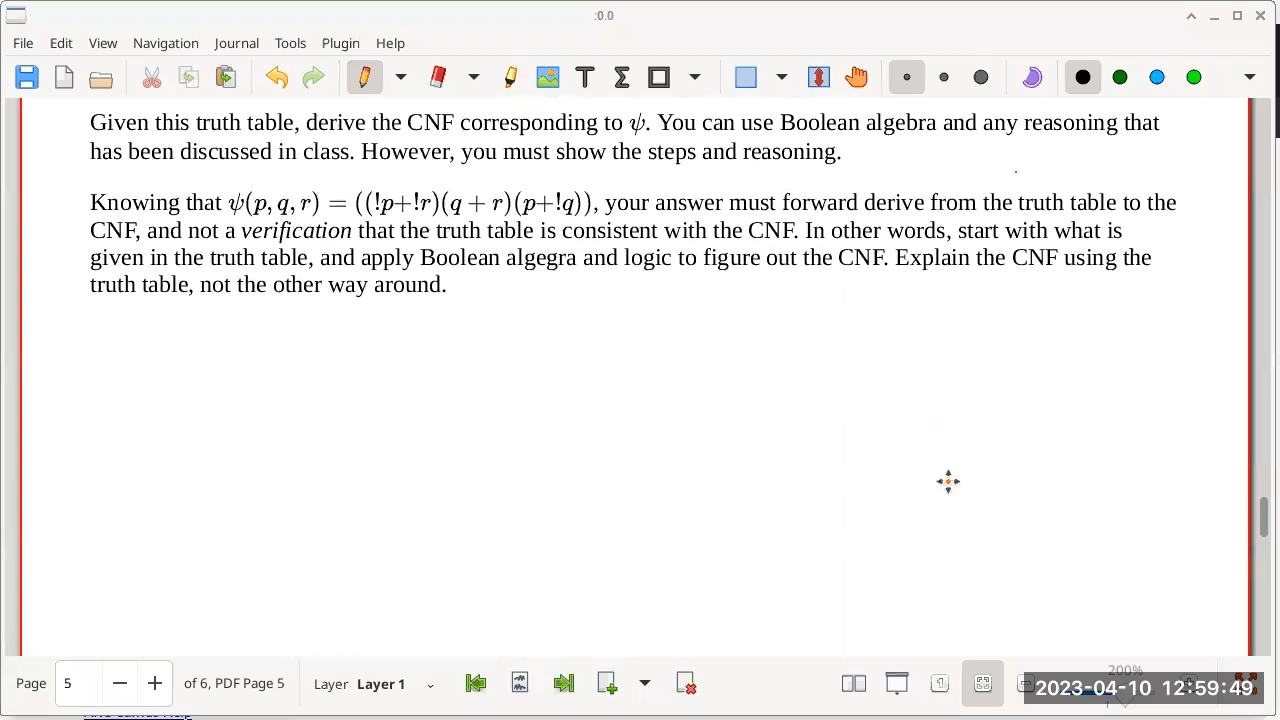 :0.0
File Edit View Navigation Journal Tools Plugin Help
Given this truth table, derive the CNF corresponding to ψ. You can use Boolean algebra and any reasoning that
has been discussed in class. However, you must show the steps and reasoning.
Knowing that ψ(p, q, r) = ((!p+!r)(q + r)(p+!q)), your answer must forward derive from the truth table to the
CNF, and not a verification that the truth table is consistent with the CNF. In other words, start with what is
given in the truth table, and apply Boolean algegra and logic to figure out the CNF. Explain the CNF using the
truth table, not the other way around.
Page 5 of 6, PDF Page 5 Layer Layer 1 200%
2023-04-10 12:59:49